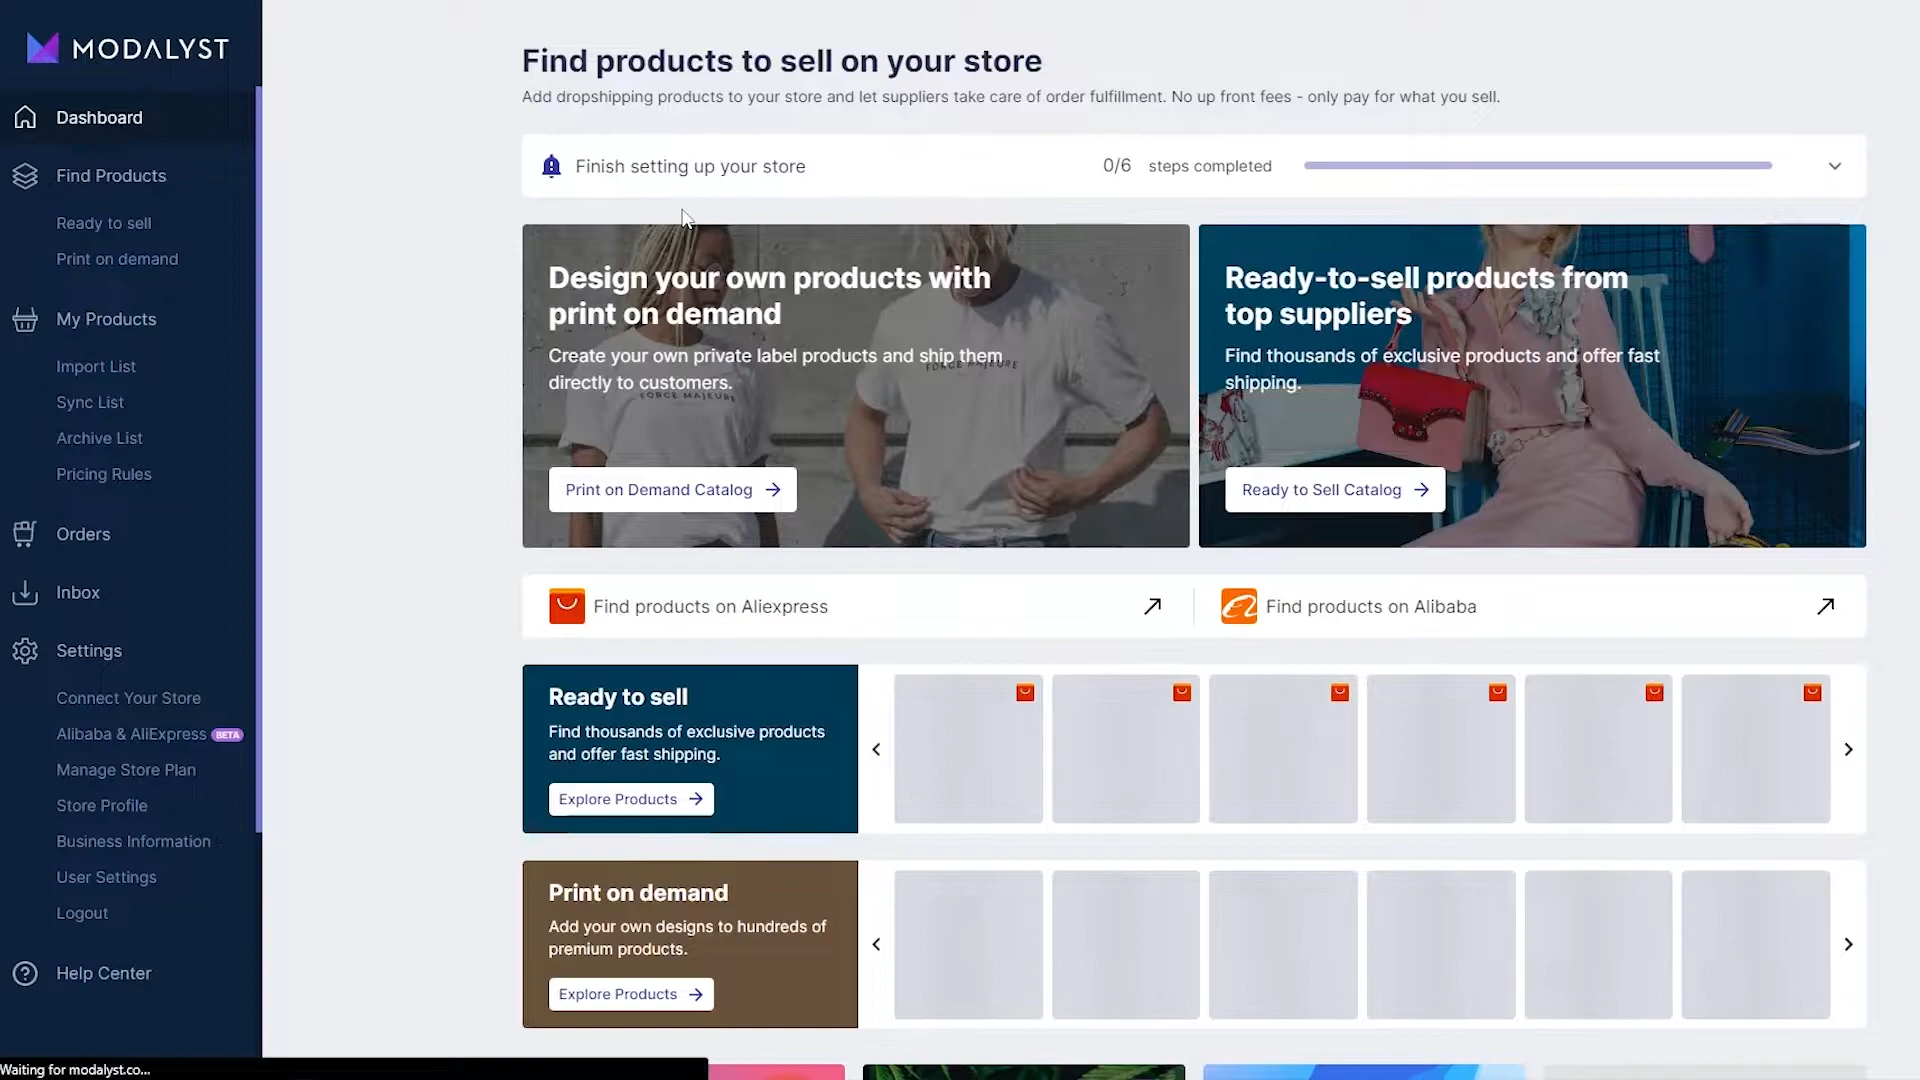 MODALYST
Dashboard
Find Products
Ready to sell
Print on demand
My Products
Import List
Sync List
Archive List
Pricing Rules
Orders
Inbox
Settings
Connect Your Store
Alibaba & AliExpress BETA
Manage Store Plan
Store Profile
Business Information
User Settings
Logout
Help Center
Waiting for modalyst.co...
Find products to sell on your store
Add dropshipping products to your store and let suppliers take care of order fulfillment. No up front fees - only pay for what you sell.
Finish setting up your store
0/6 steps completed
Design your own products with
print on demand
Create your own private label products and ship them
directly to customers.
FORCE MAJEURE
FORCE MAJEURE
Print on Demand Catalog
Ready-to-sell products from
top suppliers
Find thousands of exclusive products and offer fast
shipping.
Ready to Sell Catalog
Find products on Aliexpress
Find products on Alibaba
Ready to sell
Find thousands of exclusive products
and offer fast shipping.
Explore Products
Print on demand
Add your own designs to hundreds of
premium products.
Explore Products